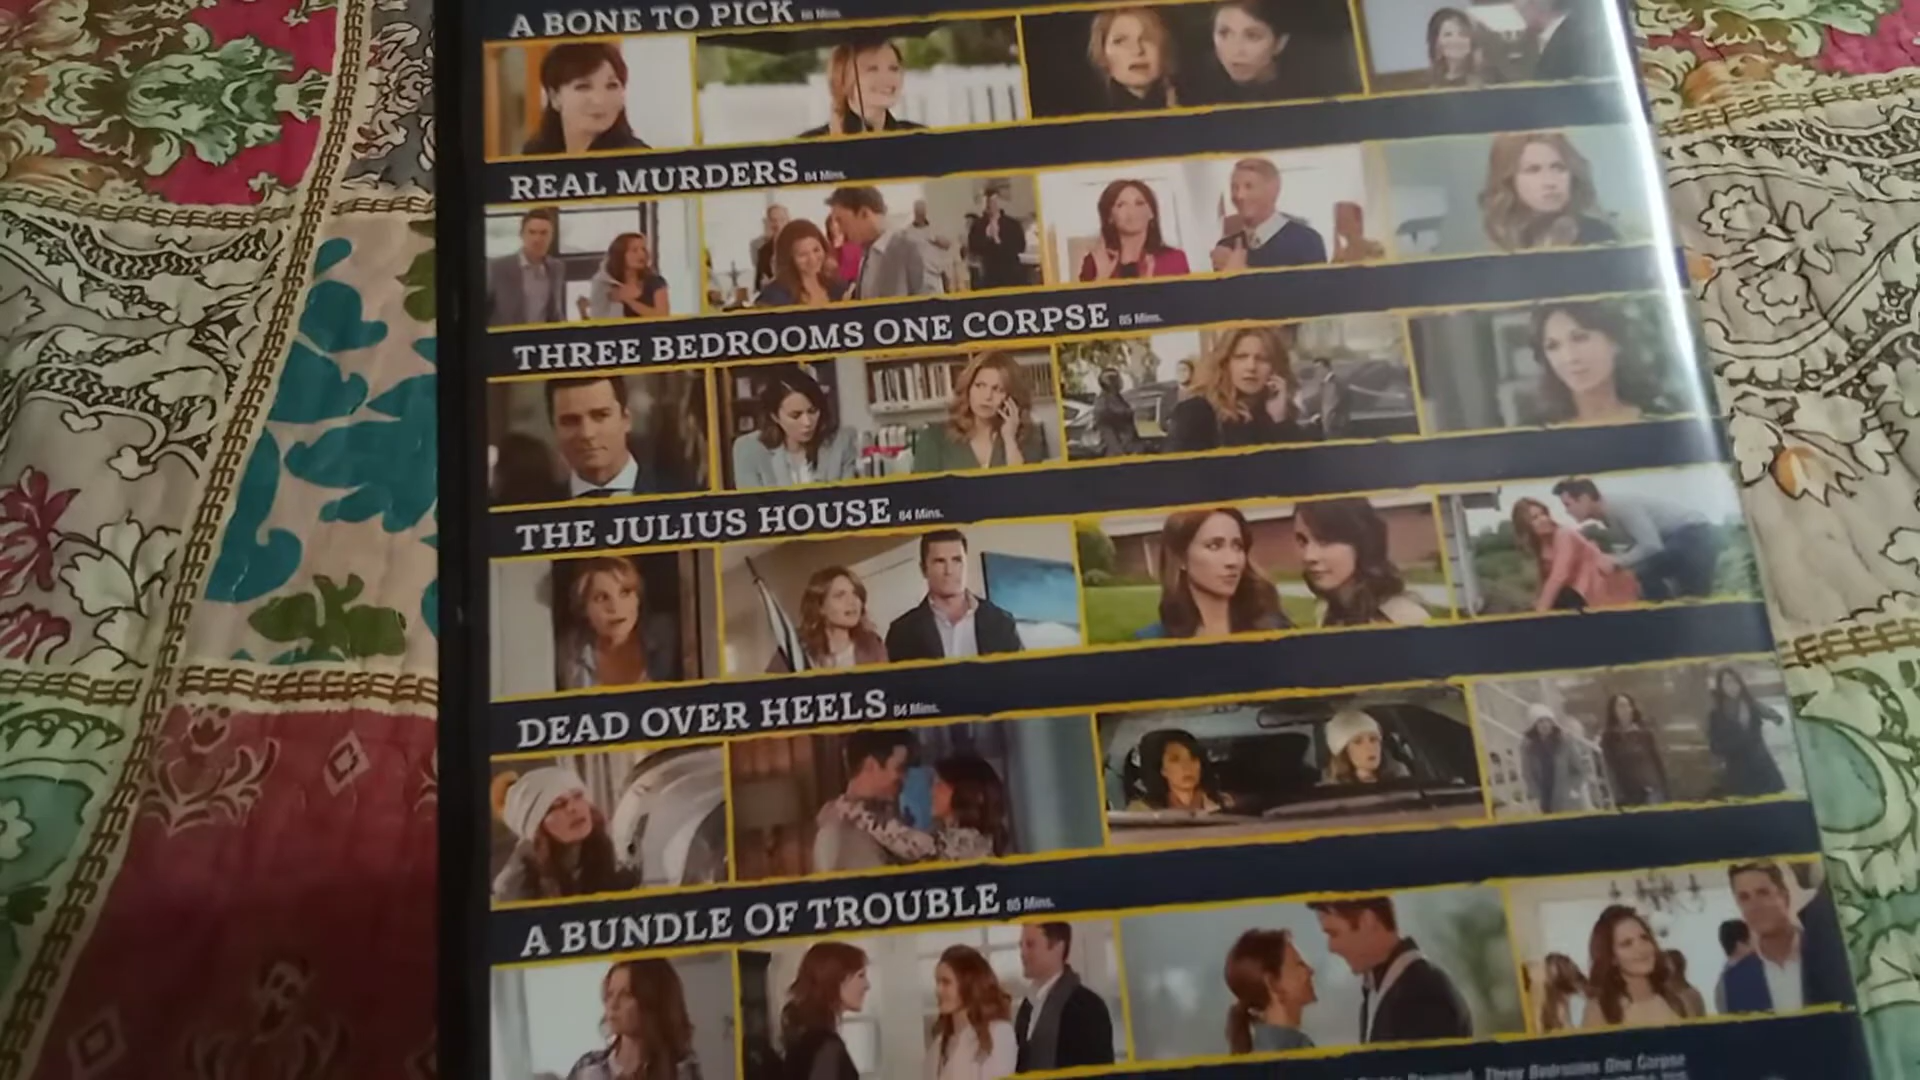 A BONE TO PICK
REAL MURDERS 84 Mins.
THREE BEDROOMS ONE CORPSE 85 Mins.
THE JULIUS HOUSE 84 Mins.
DEAD OVER HEELS 84 Mins.
A BUNDLE OF TROUBLE 85 Mins.
Three Bedrooms One Corpse